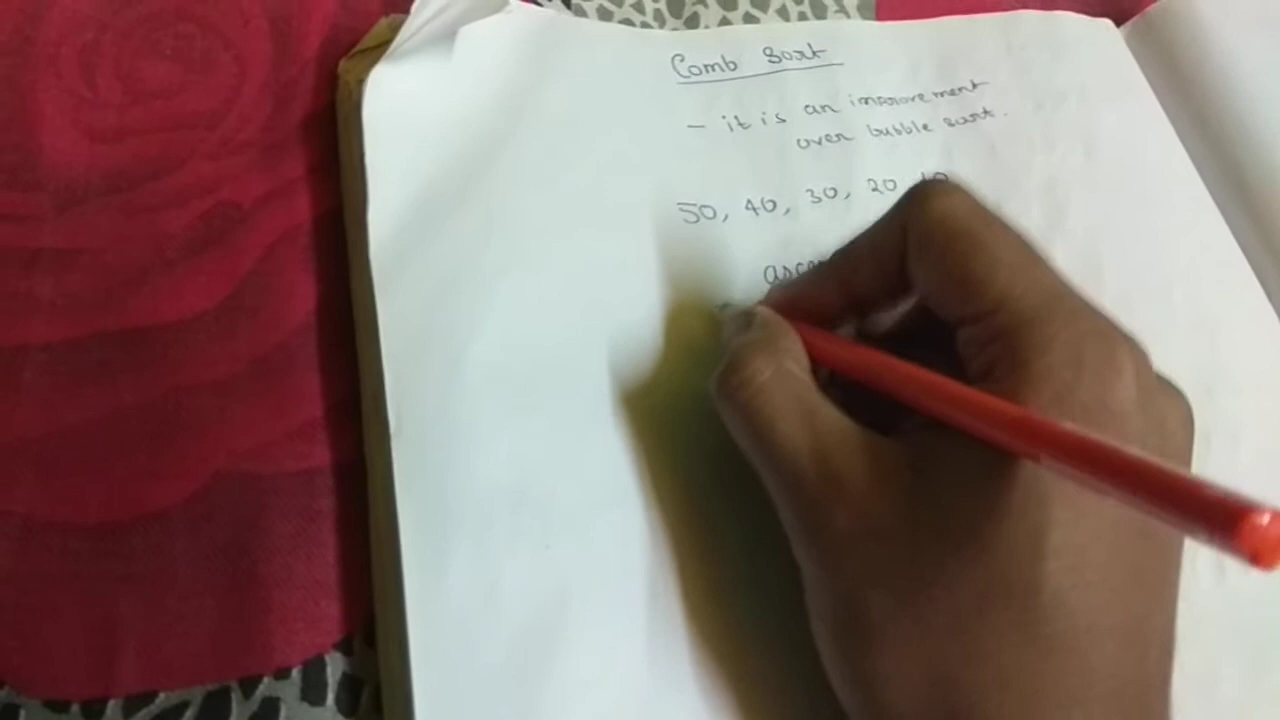 Comb Sort
- it is an improvement
over bubble sort.
50, 40, 30, 20